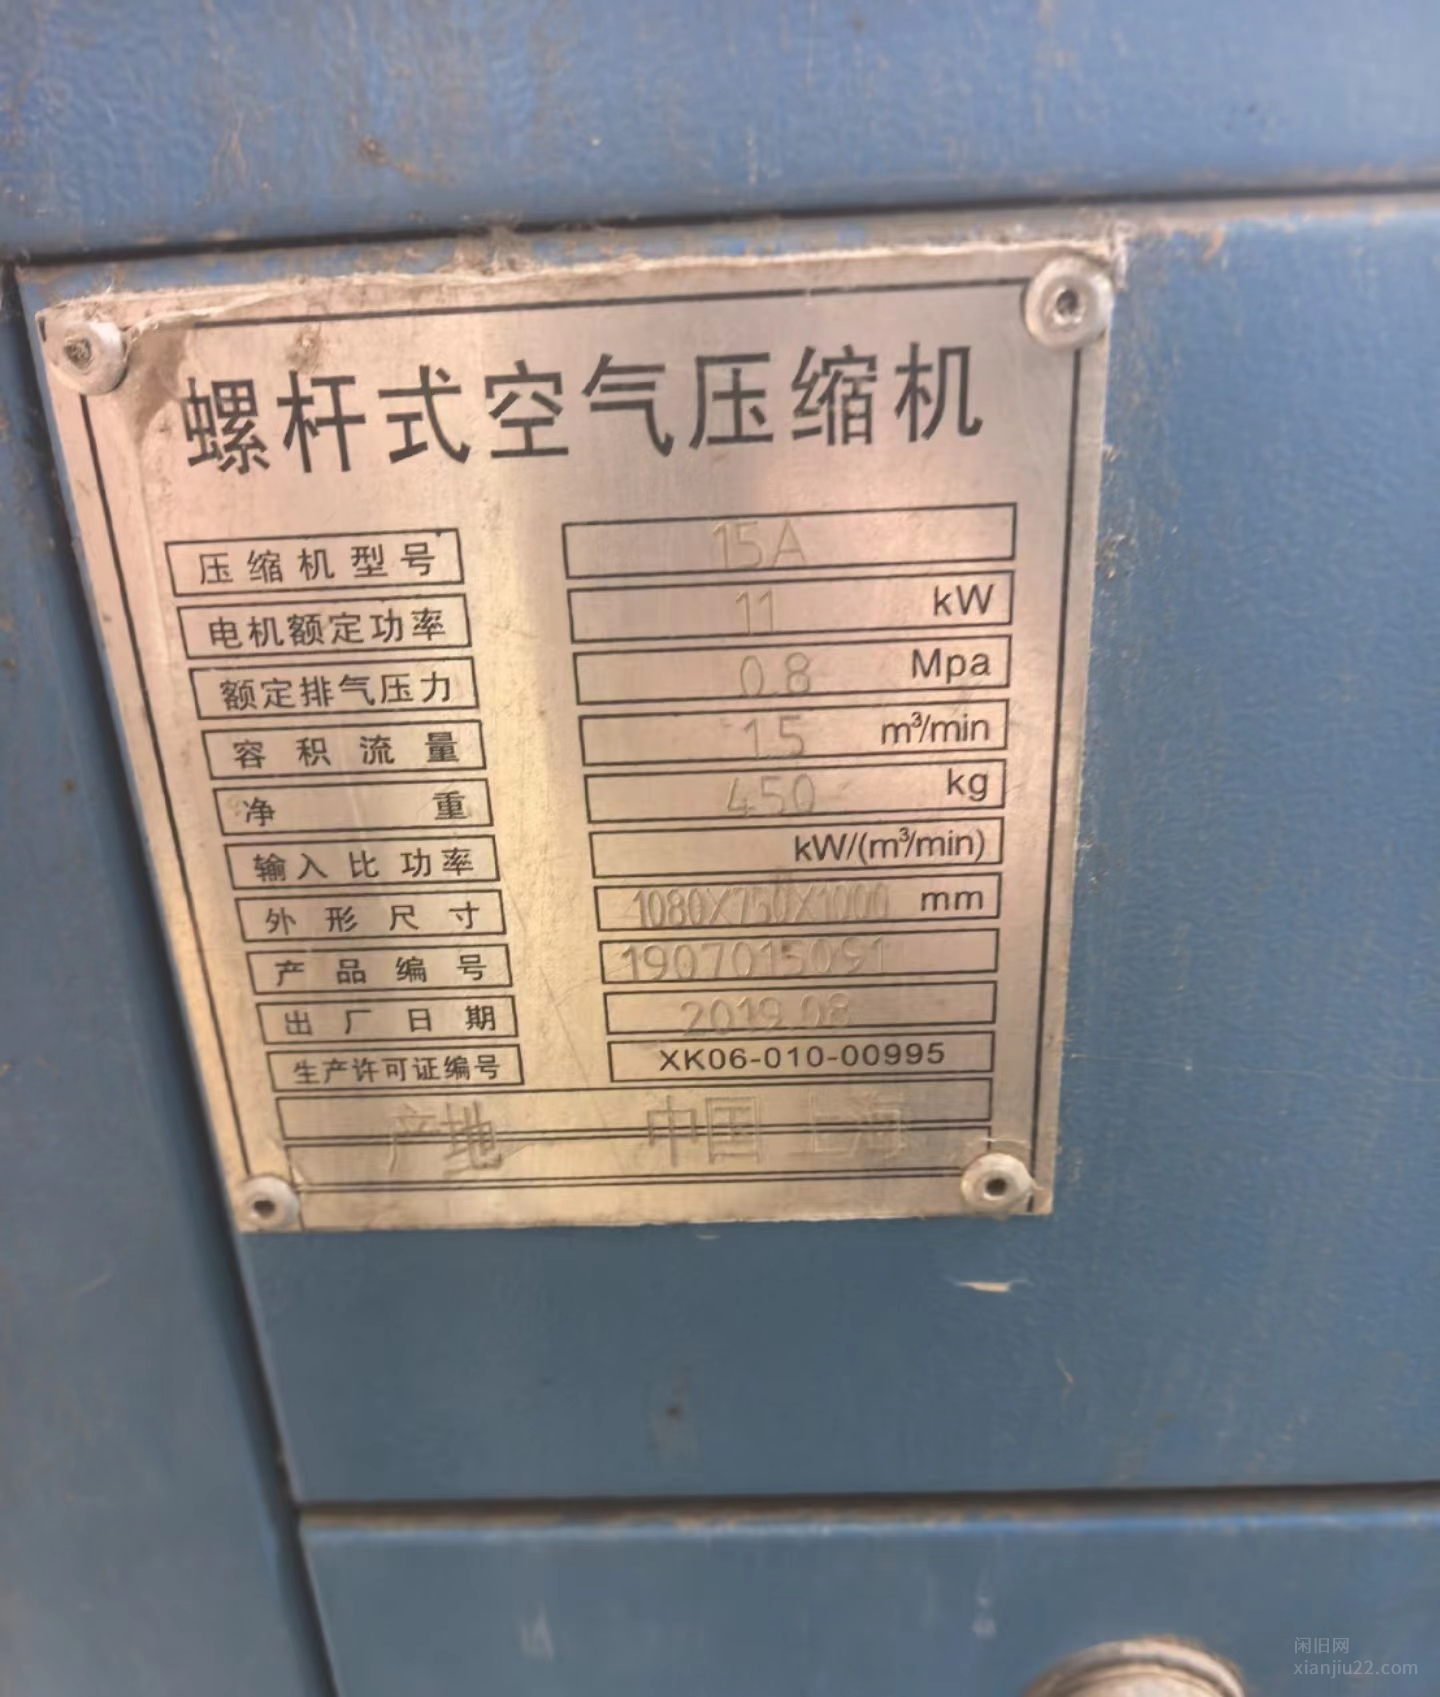 螺杆式空气压缩机
压缩机型号 15A
电机额定功率 11 kW
额定排气压力 0.8 Mpa
容积流量 1.5 m³/min
净重 450 kg
输入比功率 kW/(m³/min)
外形尺寸 1080X750X1000 mm
产品编号 1907015091
出厂日期 2019.08
生产许可证编号 XK06-010-00995
产地 中国 上海
闲旧网
xianjiu22.com